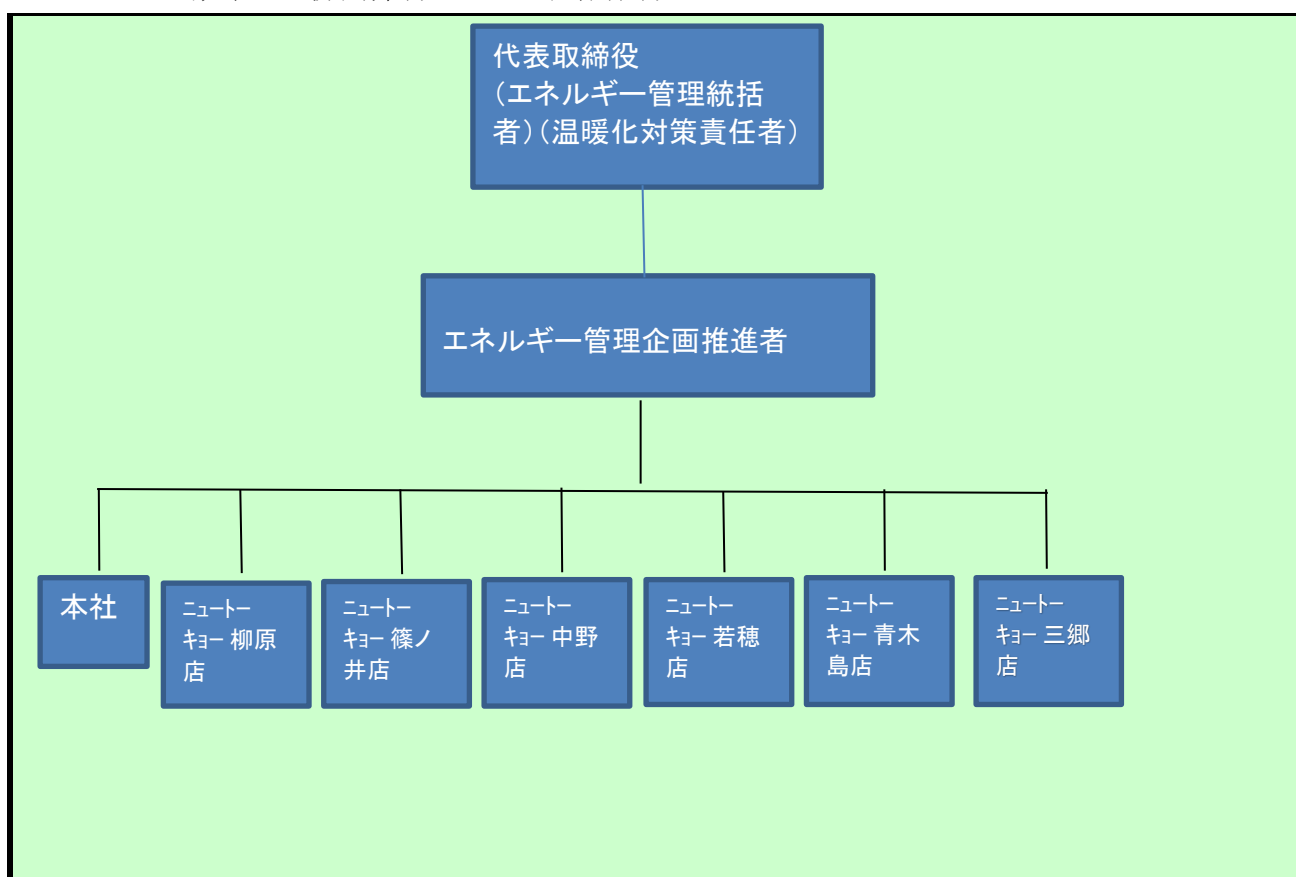 代表取締役
(エネルギー管理統括
者)(温暖化対策責任者)
エネルギー管理企画推進者
本社
ﾆｭｰﾄｰ
ｷｮｰ 柳原
店
ﾆｭｰﾄｰ
ｷｮｰ 篠ノ
井店
ﾆｭｰﾄｰ
ｷｮｰ 中野
店
ﾆｭｰﾄｰ
ｷｮｰ 若穂
店
ﾆｭｰﾄｰ
ｷｮｰ 青木
島店
ﾆｭｰﾄｰ
ｷｮｰ 三郷
店